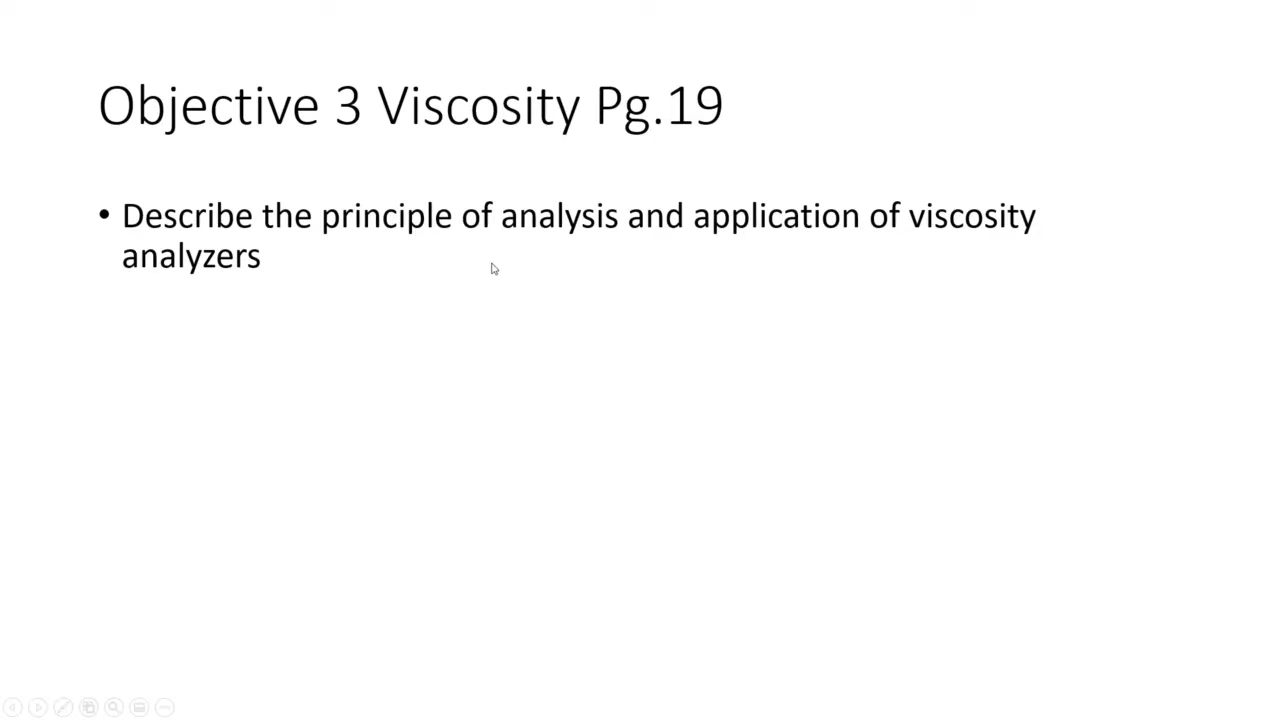 Objective 3 Viscosity Pg.19
• Describe the principle of analysis and application of viscosity
analyzers